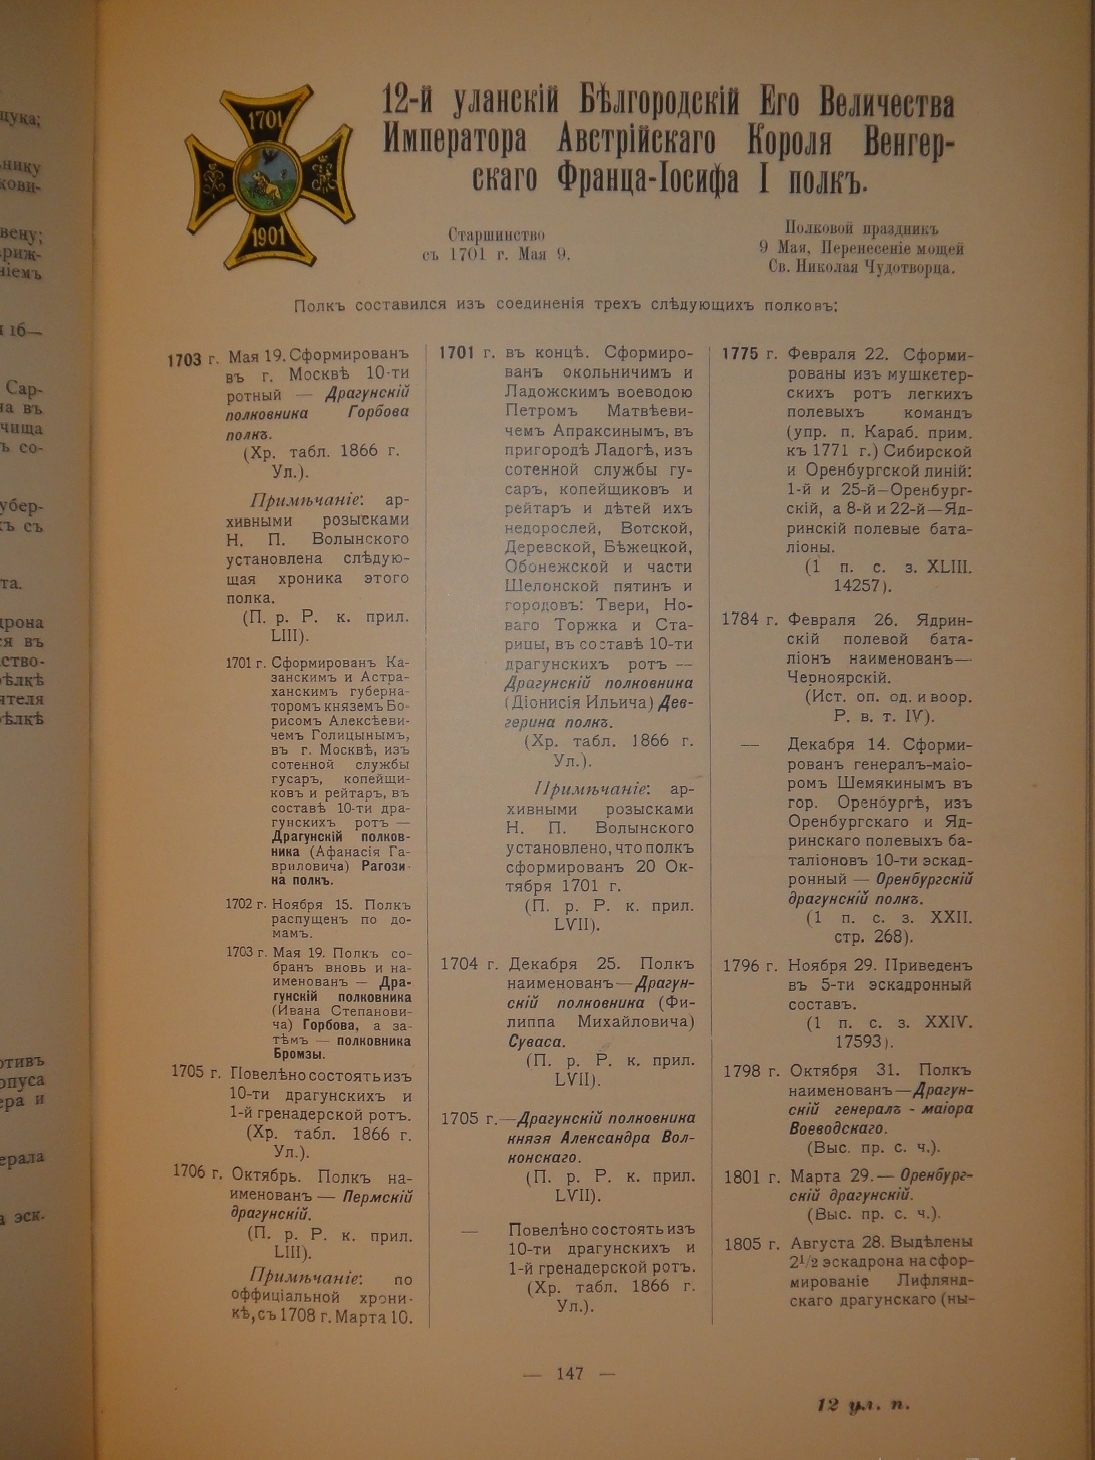 1701
1901
12-й уланскій Бѣлгородскій Его Величества
Императора Австрійскаго Короля Венгер-
скаго Франца-Іосифа I полкъ.
Старшинство
съ 1701 г. Мая 9.
Полковой праздникъ
9 Мая, Перенесеніе мощей
Св. Николая Чудотворца.
Полкъ составился изъ соединенія трехъ слѣдующихъ полковъ:
1703 г. Мая 19. Сформированъ
въ г. Москвѣ 10-ти
ротный — Драгунскій
полковника Горбова
полкъ.
(Хр. табл. 1866 г.
Ул.).
Примѣчаніе: ар-
хивными розысками
Н. П. Волынского
установлена слѣдую-
щая хроника этого
полка.
(П. р. Р. к. прил.
LIII).
1701 г. Сформированъ Ка-
занскимъ и Астра-
ханскимъ губерна-
торомъ княземъ Бо-
рисомъ Алексѣеви-
чемъ Голицынымъ,
въ г. Москвѣ, изъ
сотенной службы
гусаръ, копейщи-
ковъ и рейтаръ, въ
составѣ 10-ти дра-
гунскихъ ротъ —
Драгунскій полков-
ника (Афанасія Га-
вриловича) Рагози-
на полкъ.
1702 г. Ноября 15. Полкъ
распущенъ по до-
мамъ.
1703 г. Мая 19. Полкъ со-
бранъ вновь и на-
именованъ — Дра-
гунскій полковника
(Ивана Степанови-
ча) Горбова, а за-
тѣмъ — полковника
Бромзы.
1705 г. Повелѣно состоять изъ
10-ти драгунскихъ и
1-й гренадерской ротъ.
(Хр. табл. 1866 г.
Ул.).
1706 г. Октябрь. Полкъ на-
именованъ — Пермскій
драгунскій.
(П. р. Р. к. прил.
LIII).
Примѣчаніе: по
оффиціальной хрони-
кѣ, съ 1708 г. Марта 10.
1701 г. въ концѣ. Сформиро-
ванъ окольничимъ и
Ладожскимъ воеводою
Петромъ Матвѣеви-
чемъ Апраксинымъ, въ
пригородѣ Ладогѣ, изъ
сотенной службы гу-
саръ, копейщиковъ и
рейтаръ и дѣтей ихъ
недорослей, Вотской,
Деревской, Бѣжецкой,
Обонежской и части
Шелонской пятинъ и
городовъ: Твери, Но-
ваго Торжка и Ста-
рицы, въ составѣ 10-ти
драгунскихъ ротъ —
Драгунскій полковника
(Діонисія Ильича) Дев-
герина полкъ.
(Хр. табл. 1866 г.
Ул.).
Примѣчаніе: ар-
хивными розысками
Н. П. Волынского
установлено, что полкъ
сформированъ 20 Ок-
тября 1701 г.
(П. р. Р. к. прил.
LVII).
1704 г. Декабря 25. Полкъ
наименованъ—Драгун-
скій полковника (Фи-
липпа Михайловича)
Суваса.
(П. р. Р. к. прил.
LVII).
1705 г.—Драгунскій полковника
князя Александра Вол-
конскаго.
(П. р. Р. к. прил.
LVII).
— Повелѣно состоять изъ
10-ти драгунскихъ и
1-й гренадерской ротъ.
(Хр. табл. 1866 г.
Ул.).
1775 г. Февраля 22. Сформи-
рованы изъ мушкетер-
скихъ ротъ легкихъ
полевыхъ командъ
(упр. п. Караб. прим.
къ 1771 г.) Сибирской
и Оренбургской линій:
1-й и 25-й—Оренбург-
скій, а 8-й и 22-й—Яд-
ринскій полевые бата-
ліоны.
(1 п. с. з. XLIII.
14257).
1784 г. Февраля 26. Ядрин-
скій полевой бата-
ліонъ наименованъ—
Черноярскій.
(Ист. оп. од. и воор.
Р. в. т. IV).
— Декабря 14. Сформи-
рованъ генералъ-маіо-
ромъ Шемякинымъ въ
гор. Оренбургѣ, изъ
Оренбургскаго и Яд-
ринскаго полевыхъ ба-
таліоновъ 10-ти эскад-
ронный — Оренбургскій
драгунскій полкъ.
(1 п. с. з. XXII.
стр. 268).
1796 г. Ноября 29. Приведенъ
въ 5-ти эскадронный
составъ.
(1 п. с. з. XXIV.
17593).
1798 г. Октября 31. Полкъ
наименованъ—Драгун-
скій генералъ - маіора
Воеводскаго.
(Выс. пр. с. ч.).
1801 г. Марта 29.— Оренбург-
скій драгунскій.
(Выс. пр. с. ч.).
1805 г. Августа 28. Выдѣлены
2½ эскадрона на сфор-
мированіе Лифлянд-
скаго драгунскаго (ны-
— 147 —
12 ул. п.